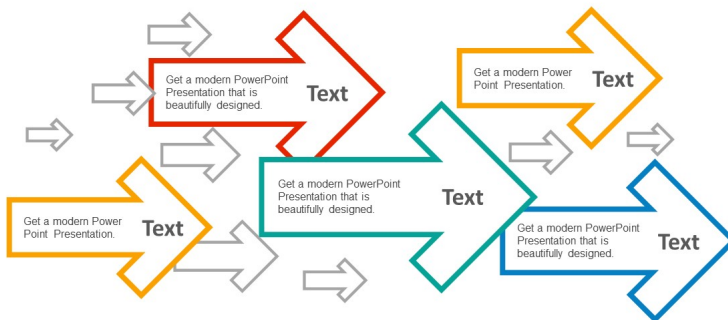 Get a modern PowerPoint
Presentation that is
beautifully designed.
Text
Get a modern Power
Point Presentation.
Text
Get a modern PowerPoint
Presentation that is
beautifully designed.
Text
Get a modern Power
Point Presentation.
Text
Get a modern PowerPoint
Presentation that is
beautifully designed.
Text